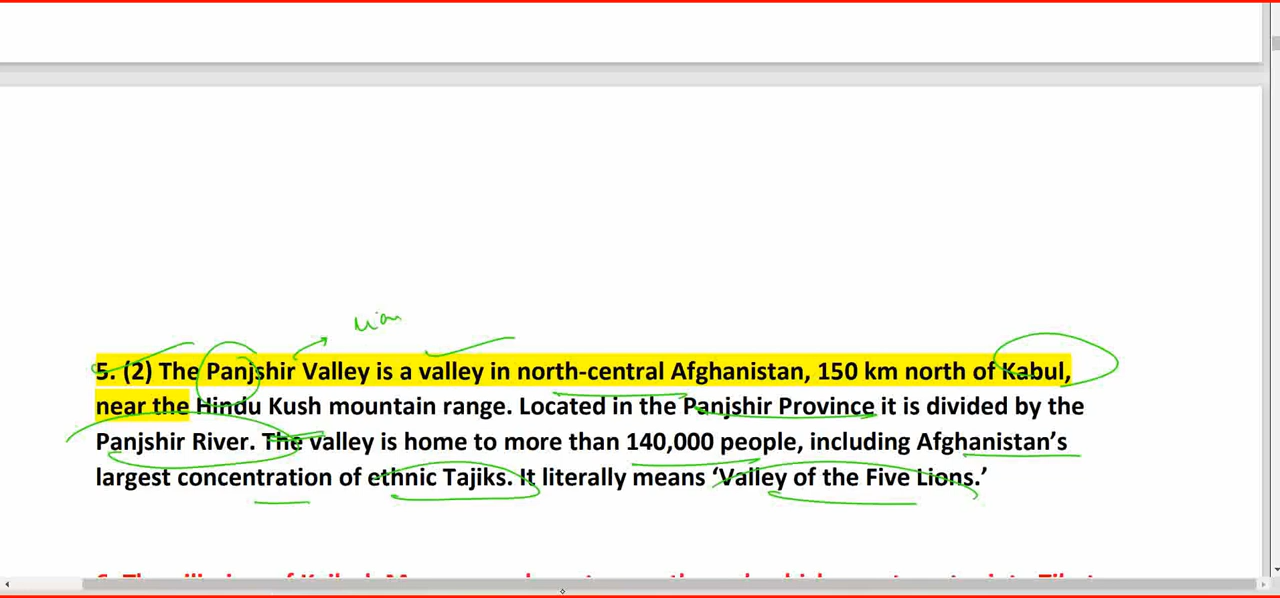 lion
5. (2) The Panjshir Valley is a valley in north-central Afghanistan, 150 km north of Kabul,
near the Hindu Kush mountain range. Located in the Panjshir Province it is divided by the
Panjshir River. The valley is home to more than 140,000 people, including Afghanistan’s
largest concentration of ethnic Tajiks. It literally means ‘Valley of the Five Lions.’